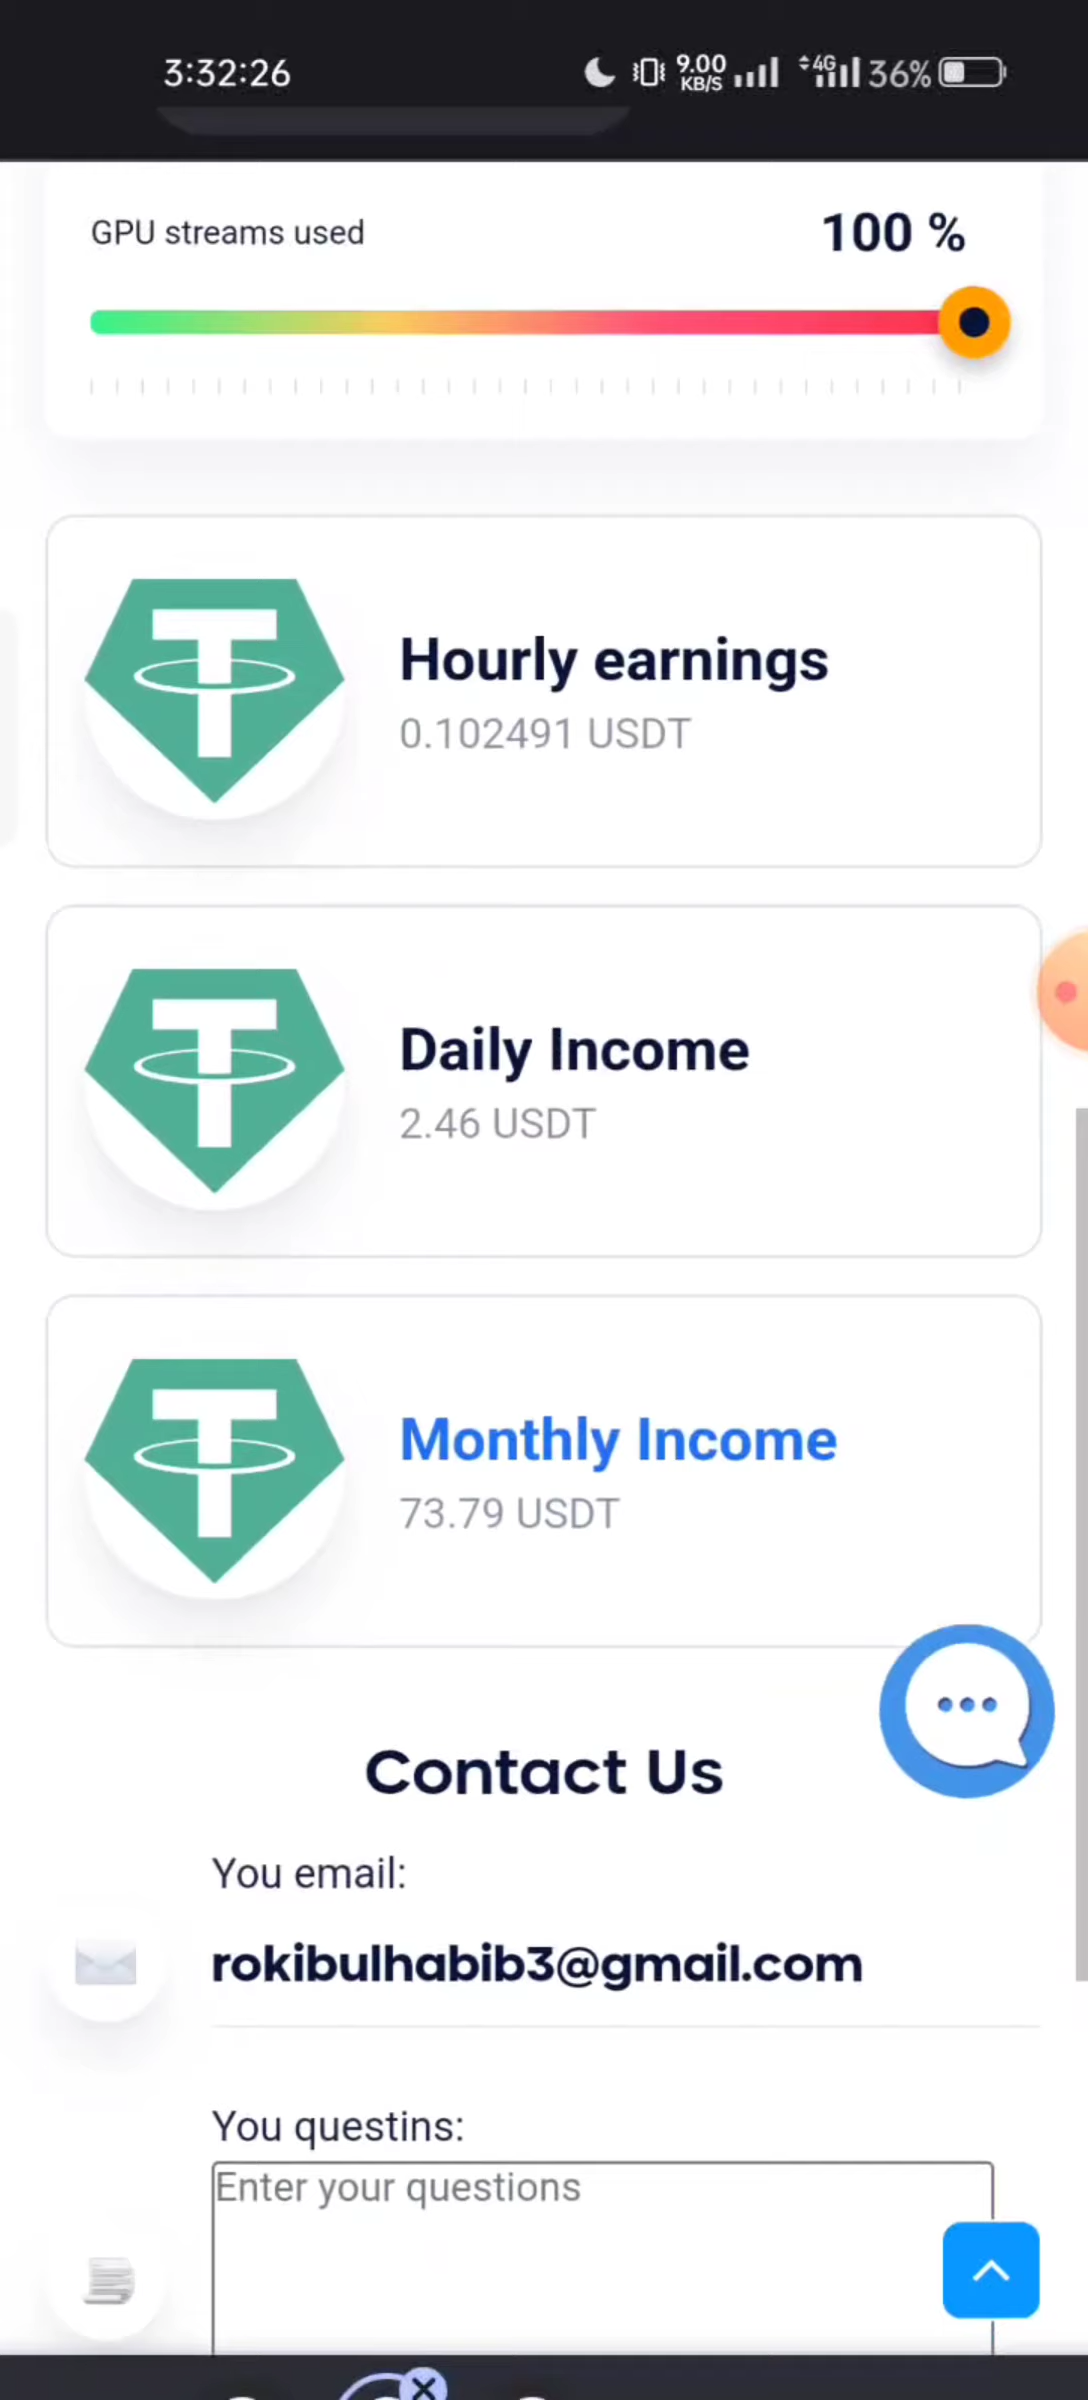 3:32:26
9.00
KB/S
4G
36%
GPU streams used
100 %
Hourly earnings
0.102491 USDT
Daily Income
2.46 USDT
Monthly Income
73.79 USDT
Contact Us
You email:
rokibulhabib3@gmail.com
You questins:
Enter your questions